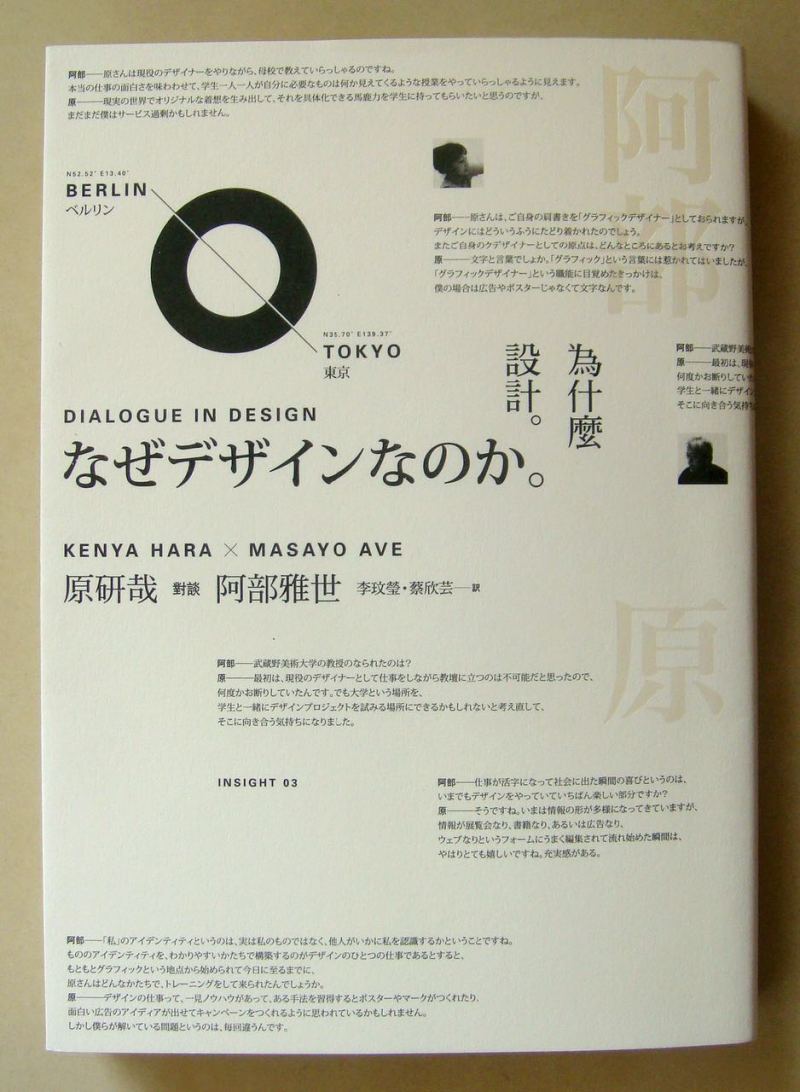 阿部——原さんは現役のデザイナーをやりながら、母校で教えていらっしゃるのですね。
本当の仕事の面白さを味わわせて、学生一人一人が自分に必要なものは何か見えてくるような授業をやっていらっしゃるように見えます。
原———現実の世界でオリジナルな着想を生み出して、それを具体化できる馬鹿力を学生に持ってもらいたいと思うのですが、
まだまだ僕はサービス過剰かもしれません。
阿部
N52.52° E13.40°
BERLIN
ベルリン
N35.70° E139.37°
TOKYO
東京
阿部——原さんは、ご自身の肩書きを「グラフィックデザイナー」としておられますが、
デザインにはどういうふうにたどり着かれたのでしょう。
またご自身のケデザイナーとしての原点は、どんなところにあるとお考えですか?
原———文字と言葉でしょうか。「グラフィック」という言葉には惹かれてはいましたが、
「グラフィックデザイナー」という職能に目覚めたきっかけは、
僕の場合は広告やポスターじゃなくて文字なんです。
阿部——武蔵野美術
原———最初は、現
何度かお断りしてい
学生と一緒にデザイ
そこに向き合う気持
為什麼
設計。
DIALOGUE IN DESIGN
なぜデザインなのか。
KENYA HARA × MASAYO AVE
原研哉 對談 阿部雅世 李玟瑩・蔡欣芸——訳
原
阿部——武蔵野美術大学の教授のなられたのは?
原———最初は、現役のデザイナーとして仕事をしながら教壇に立つのは不可能だと思ったので、
何度かお断りしていたんです。でも大学という場所を、
学生と一緒にデザインプロジェクトを試みる場所にできるかもしれないと考え直して、
そこに向き合う気持ちになりました。
INSIGHT 03
阿部——仕事が活字になって社会に出た瞬間の喜びというのは、
いまでもデザインをやっていていちばん楽しい部分ですか?
原———そうですね。いまは情報の形が多様になってきていますが、
情報が展覧会なり、書籍なり、あるいは広告なり、
ウェブなりというフォームにうまく編集されて流れ始めた瞬間は、
やはりとても嬉しいですね。充実感がある。
阿部——「私」のアイデンティティというのは、実は私のものではなく、他人がいかに私を認識するかということですね。
もののアイデンティティを、わかりやすいかたちで構築するのがデザインのひとつの仕事であるとすると、
もともとグラフィックという地点から始められて今日に至るまでに、
原さんはどんなかたちで、トレーニングをして来られたんでしょうか。
原———デザインの仕事って、一見ノウハウがあって、ある手法を習得するとポスターやマークがつくれたり、
面白い広告のアイディアが出せてキャンペーンをつくれるように思われているかもしれません。
しかし僕らが解いている問題というのは、毎回違うんです。